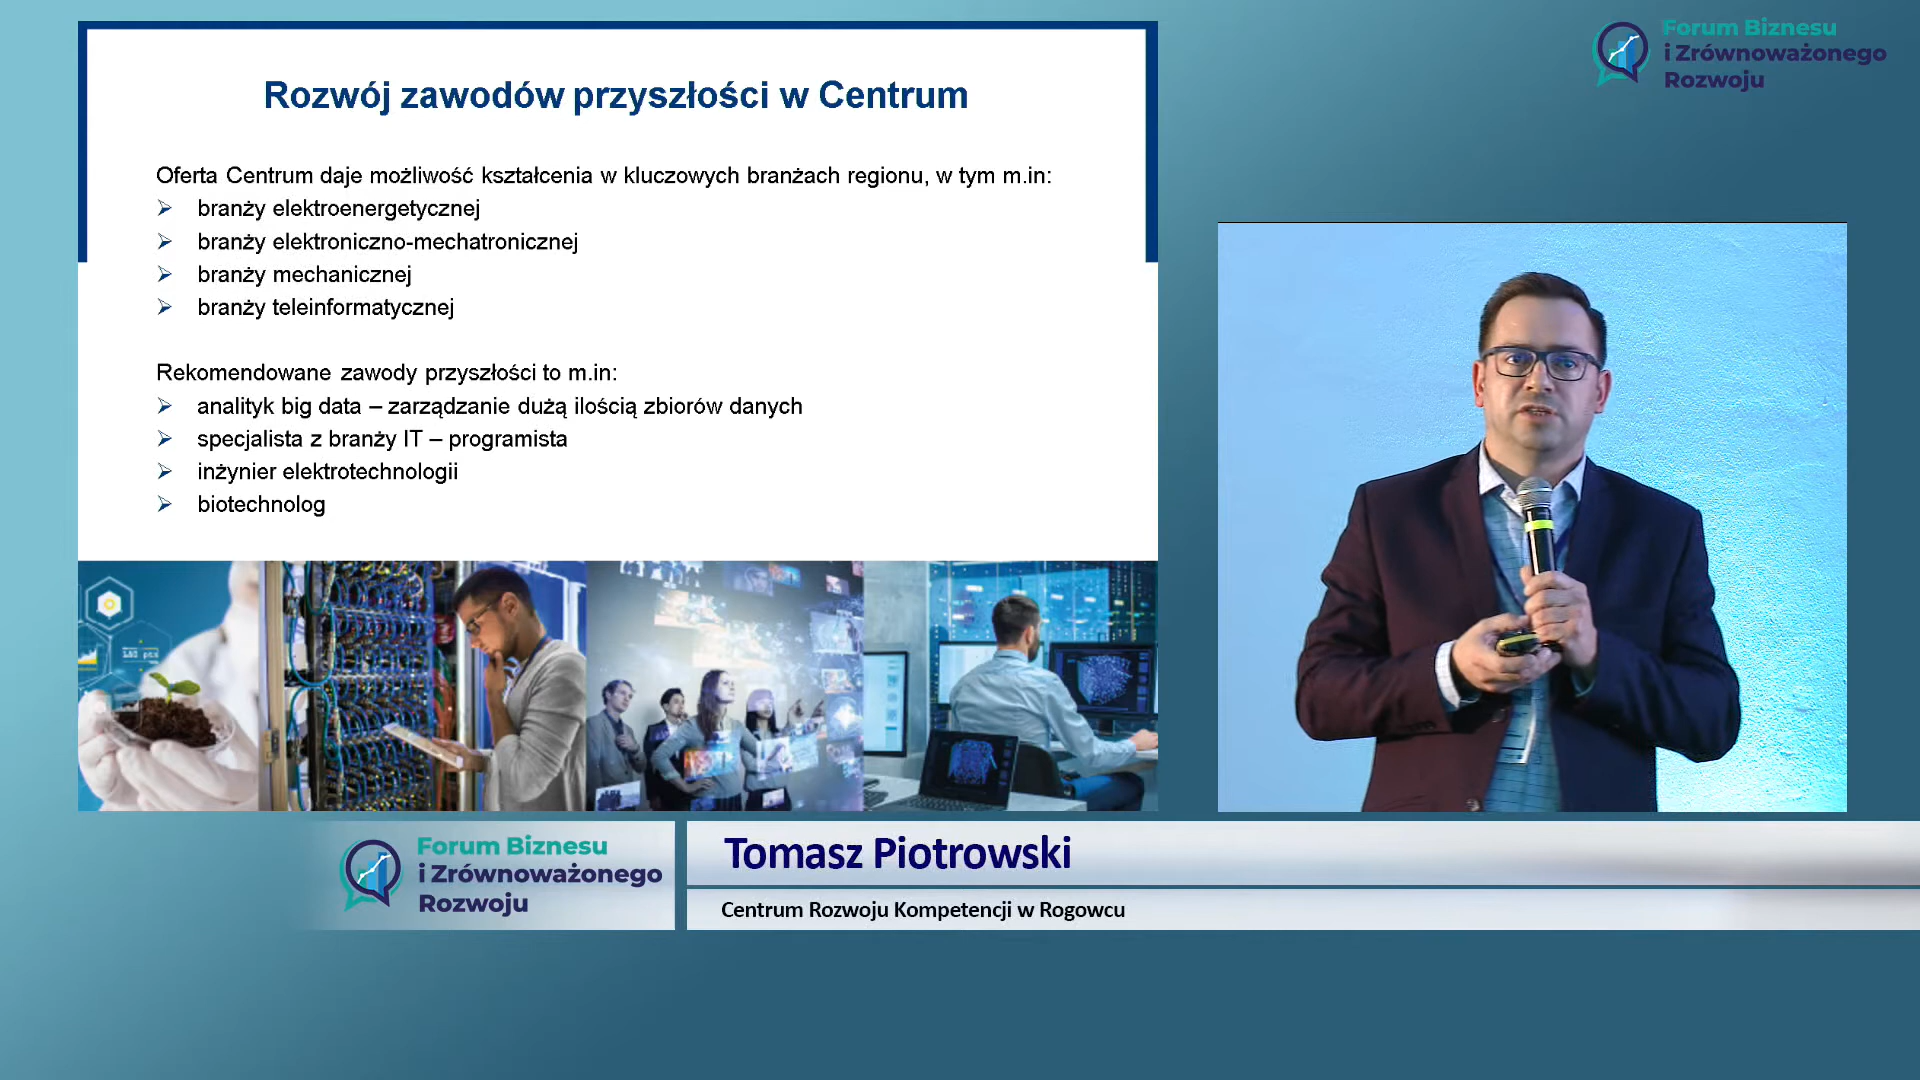 Forum Biznesu
i Zrównoważonego
Rozwoju
Rozwój zawodów przyszłości w Centrum
Oferta Centrum daje możliwość kształcenia w kluczowych branżach regionu, w tym m.in:
branży elektroenergetycznej
branży elektroniczno-mechatronicznej
branży mechanicznej
branży teleinformatycznej
Rekomendowane zawody przyszłości to m.in:
analityk big data – zarządzanie dużą ilością zbiorów danych
specjalista z branży IT – programista
inżynier elektrotechnologii
biotechnolog
Forum Biznesu
i Zrównoważonego
Rozwoju
Tomasz Piotrowski
Centrum Rozwoju Kompetencji w Rogowcu